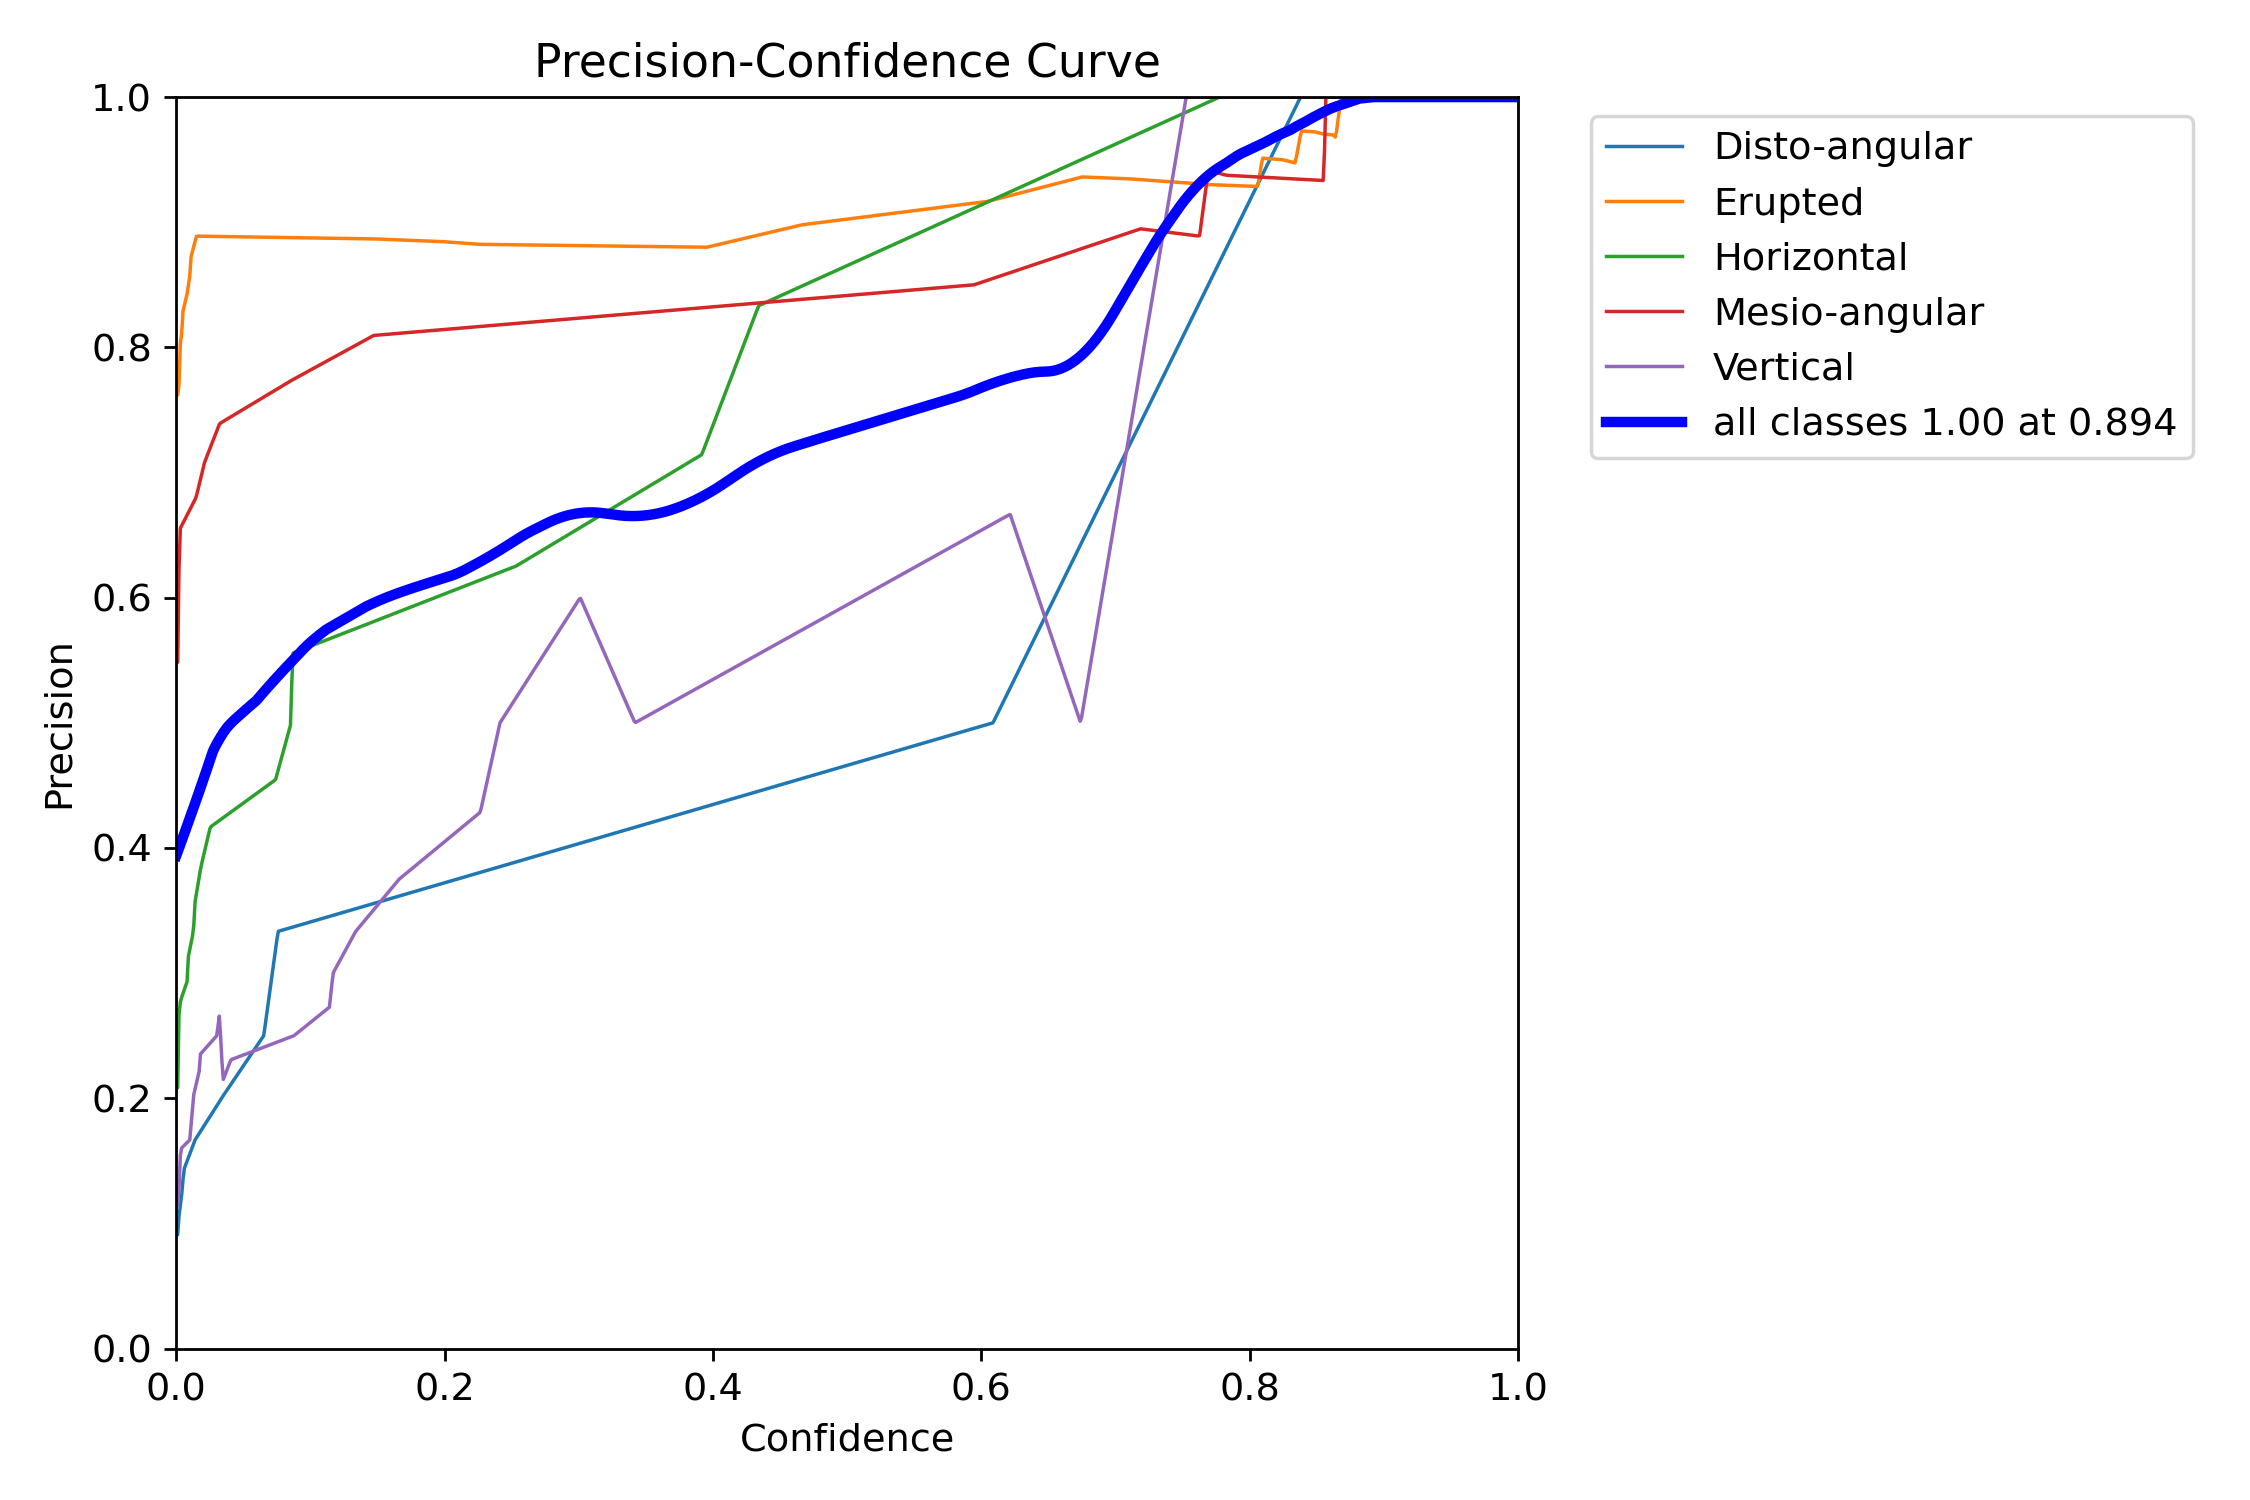 Precision-Confidence Curve
1.0
0.8
0.6
0.4
0.2
0.0
Precision
0.0 0.2 0.4 0.6 0.8 1.0
Confidence
Disto-angular
Erupted
Horizontal
Mesio-angular
Vertical
all classes 1.00 at 0.894